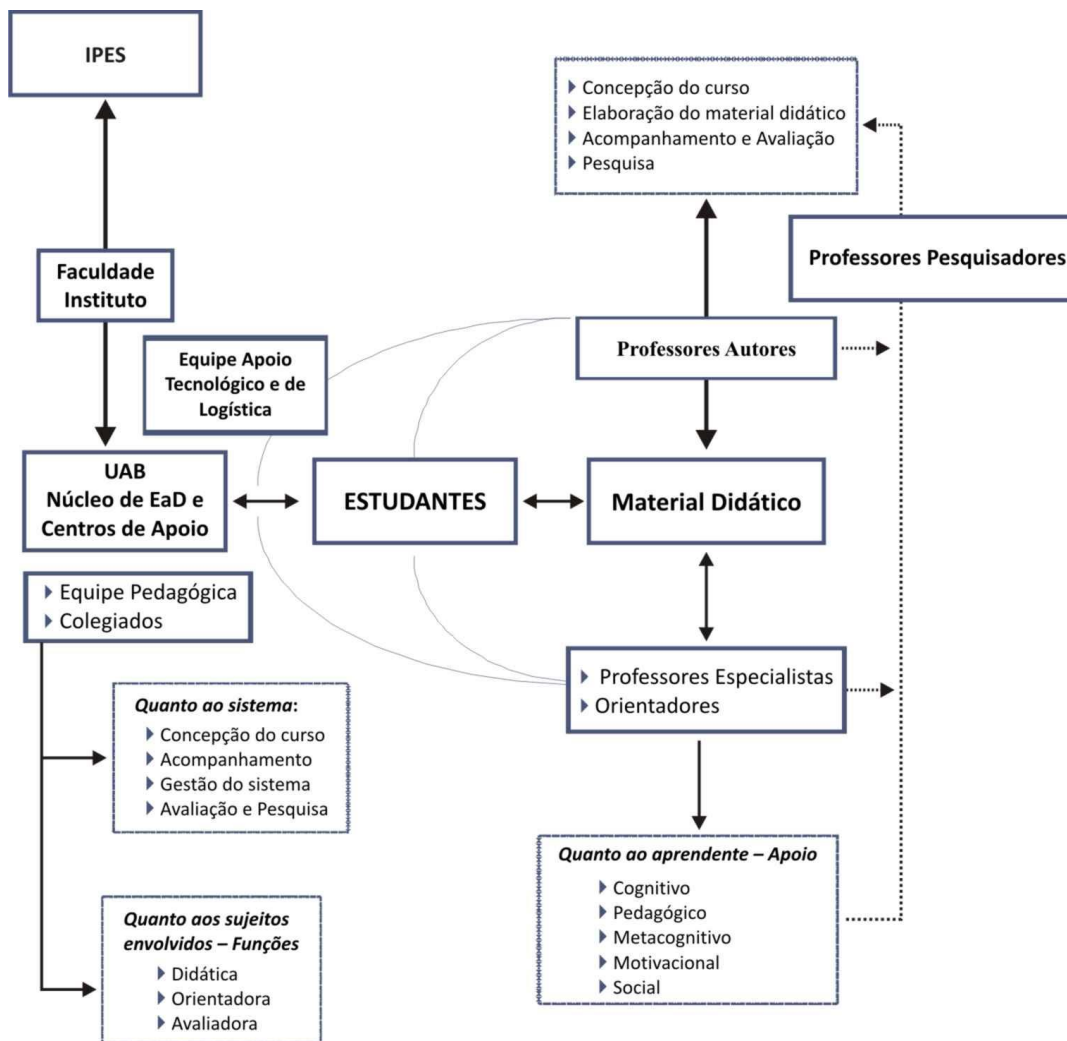 IPES
Concepção do curso
Elaboração do material didático
Acompanhamento e Avaliação
Pesquisa
Professores Pesquisadores
Faculdade
Instituto
Professores Autores
Equipe Apoio
Tecnológico e de
Logística
UAB
Núcleo de EaD e
Centros de Apoio
ESTUDANTES
Material Didático
Equipe Pedagógica
Colegiados
Professores Especialistas
Orientadores
Quanto ao sistema:
Concepção do curso
Acompanhamento
Gestão do sistema
Avaliação e Pesquisa
Quanto ao aprendente – Apoio
Cognitivo
Pedagógico
Metacognitivo
Motivacional
Social
Quanto aos sujeitos
envolvidos – Funções
Didática
Orientadora
Avaliadora